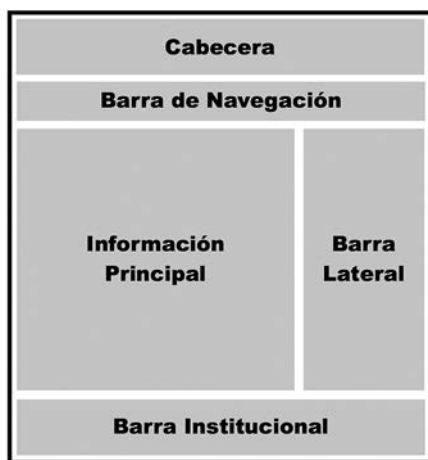 Cabecera
Barra de Navegación
Información
Principal
Barra
Lateral
Barra Institucional